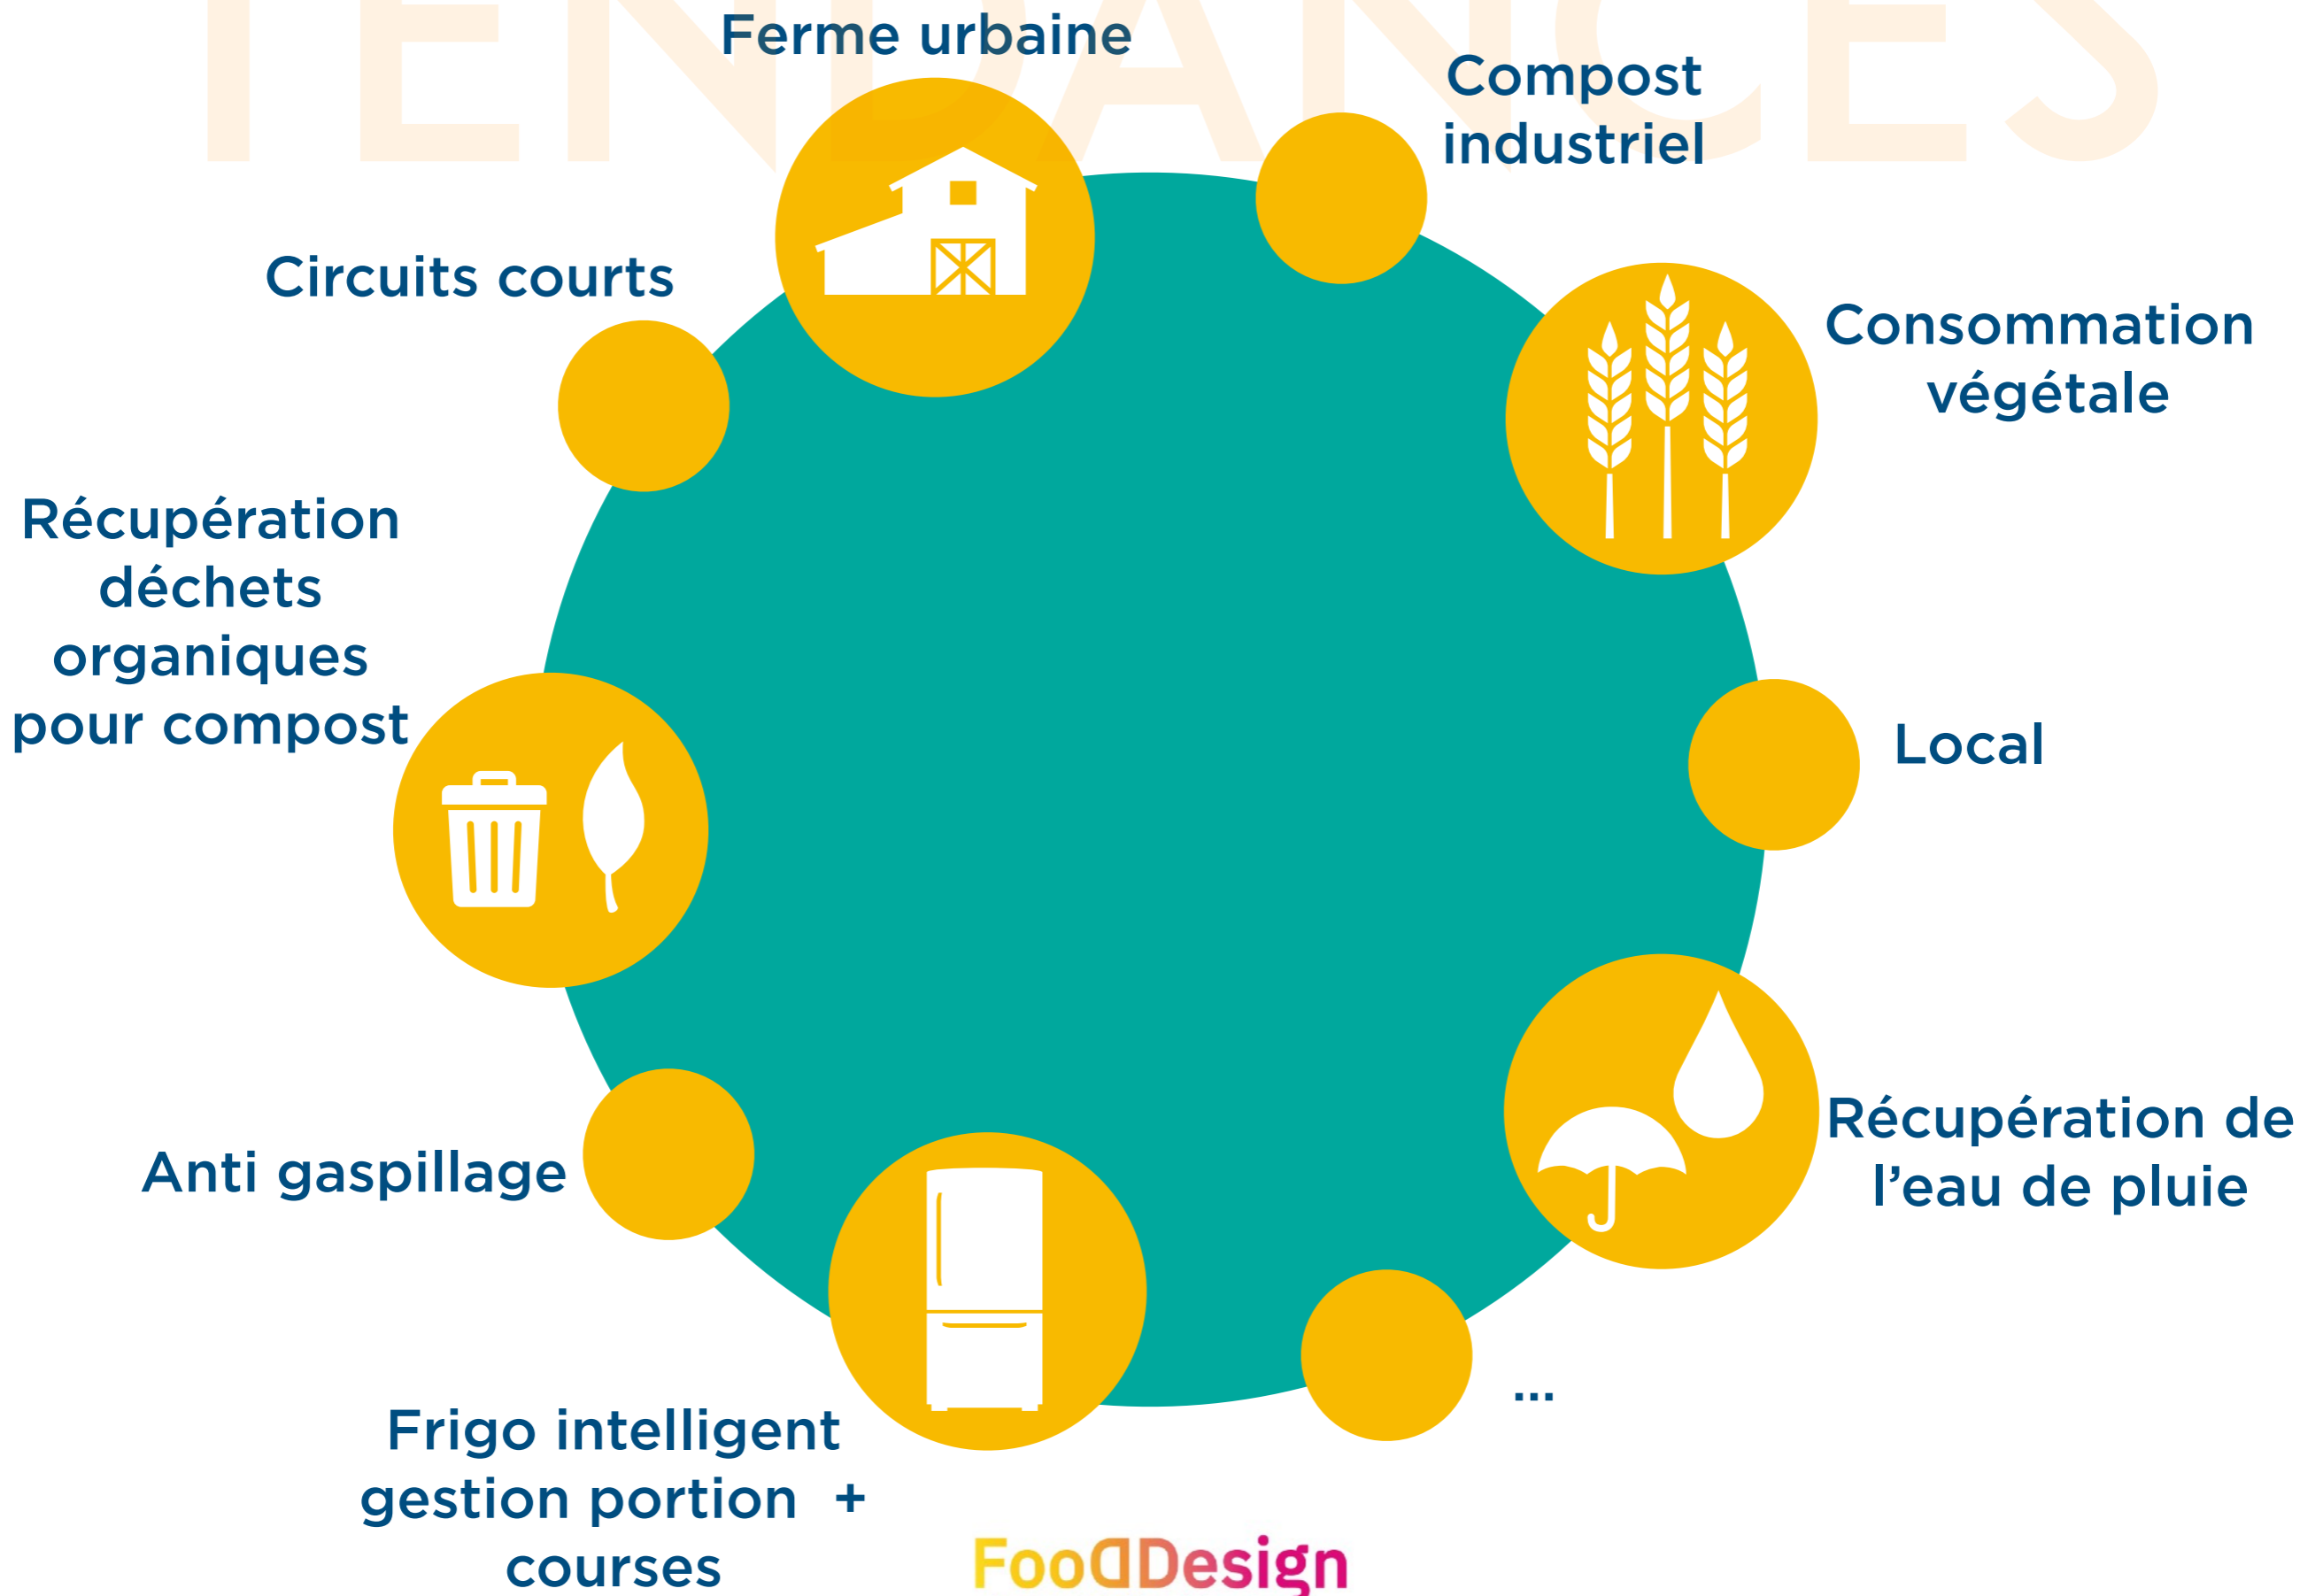 TENDANCES
Ferme urbaine
Compost
industriel
Circuits courts
Consommation
végétale
Récupération
déchets
organiques
pour compost
Local
Récupération de
l'eau de pluie
Anti gaspillage
...
Frigo intelligent
gestion portion +
courses
FooDDesign